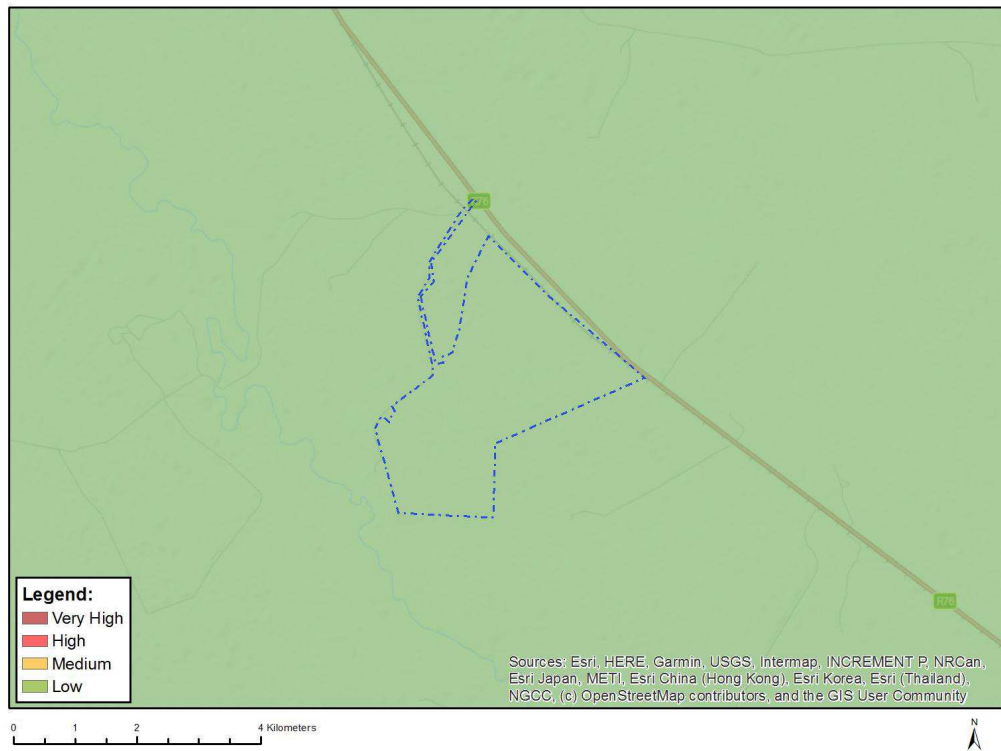 R76
Legend:
Very High
High
Medium
Low
R76
Sources: Esri, HERE, Garmin, USGS, Intermap, INCREMENT P, NRCan,
Esri Japan, METI, Esri China (Hong Kong), Esri Korea, Esri (Thailand),
NGCC, (c) OpenStreetMap contributors, and the GIS User Community
0 1 2 4 Kilometers
N